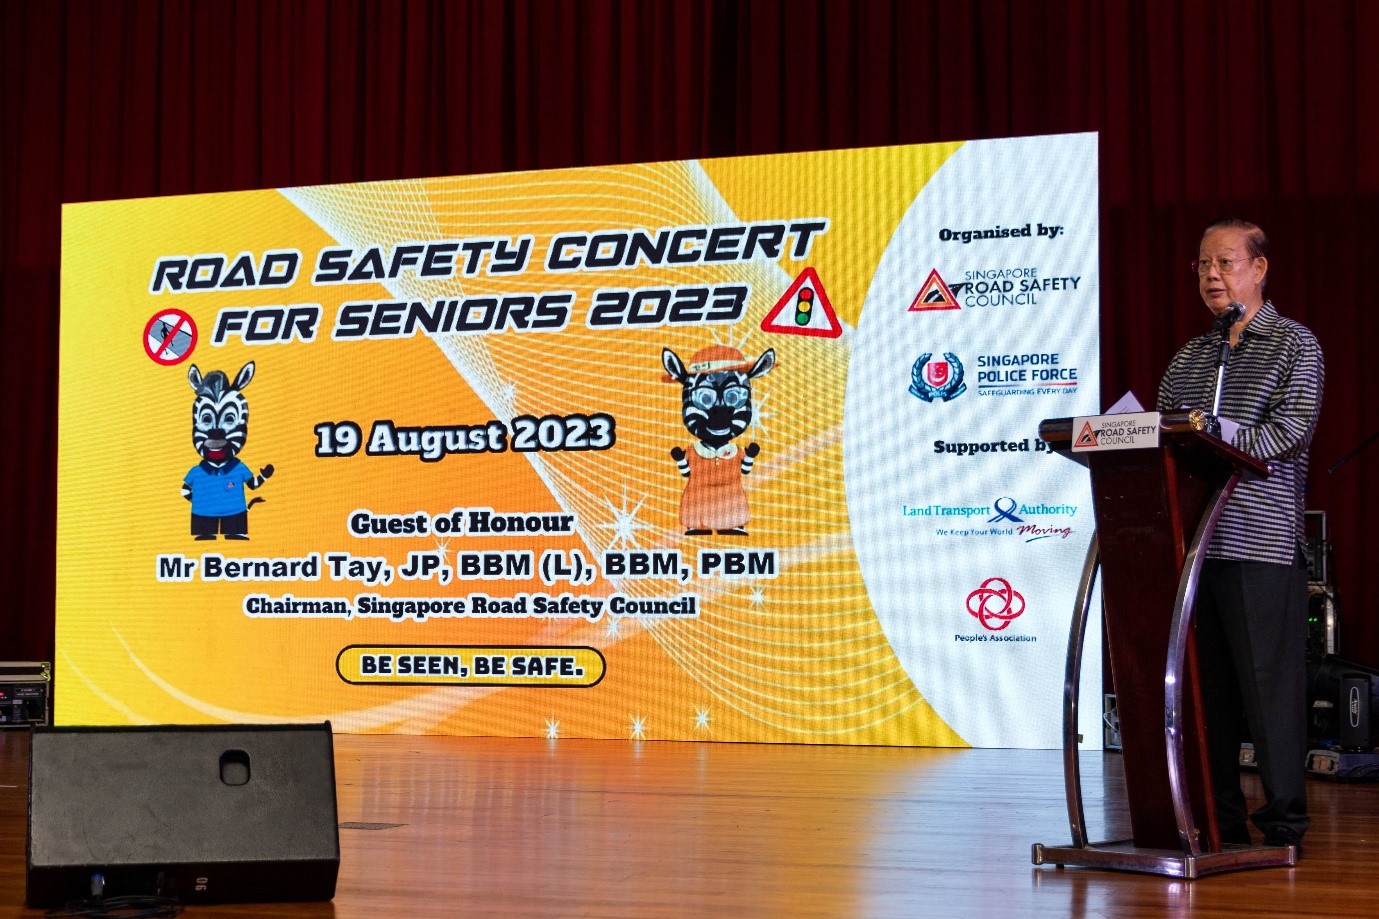 ROAD SAFETY CONCERT
FOR SENIORS 2023
19 August 2023
Guest of Honour
Mr Bernard Tay, JP, BBM (L), BBM, PBM
Chairman, Singapore Road Safety Council
BE SEEN, BE SAFE.
Organised by:
SINGAPORE
ROAD SAFETY
COUNCIL
SINGAPORE
POLICE FORCE
SAFEGUARDING EVERY DAY
Supported by
Land Transport Authority
We Keep Your World Moving
People's Association
SINGAPORE
ROAD SAFETY
COUNCIL
90